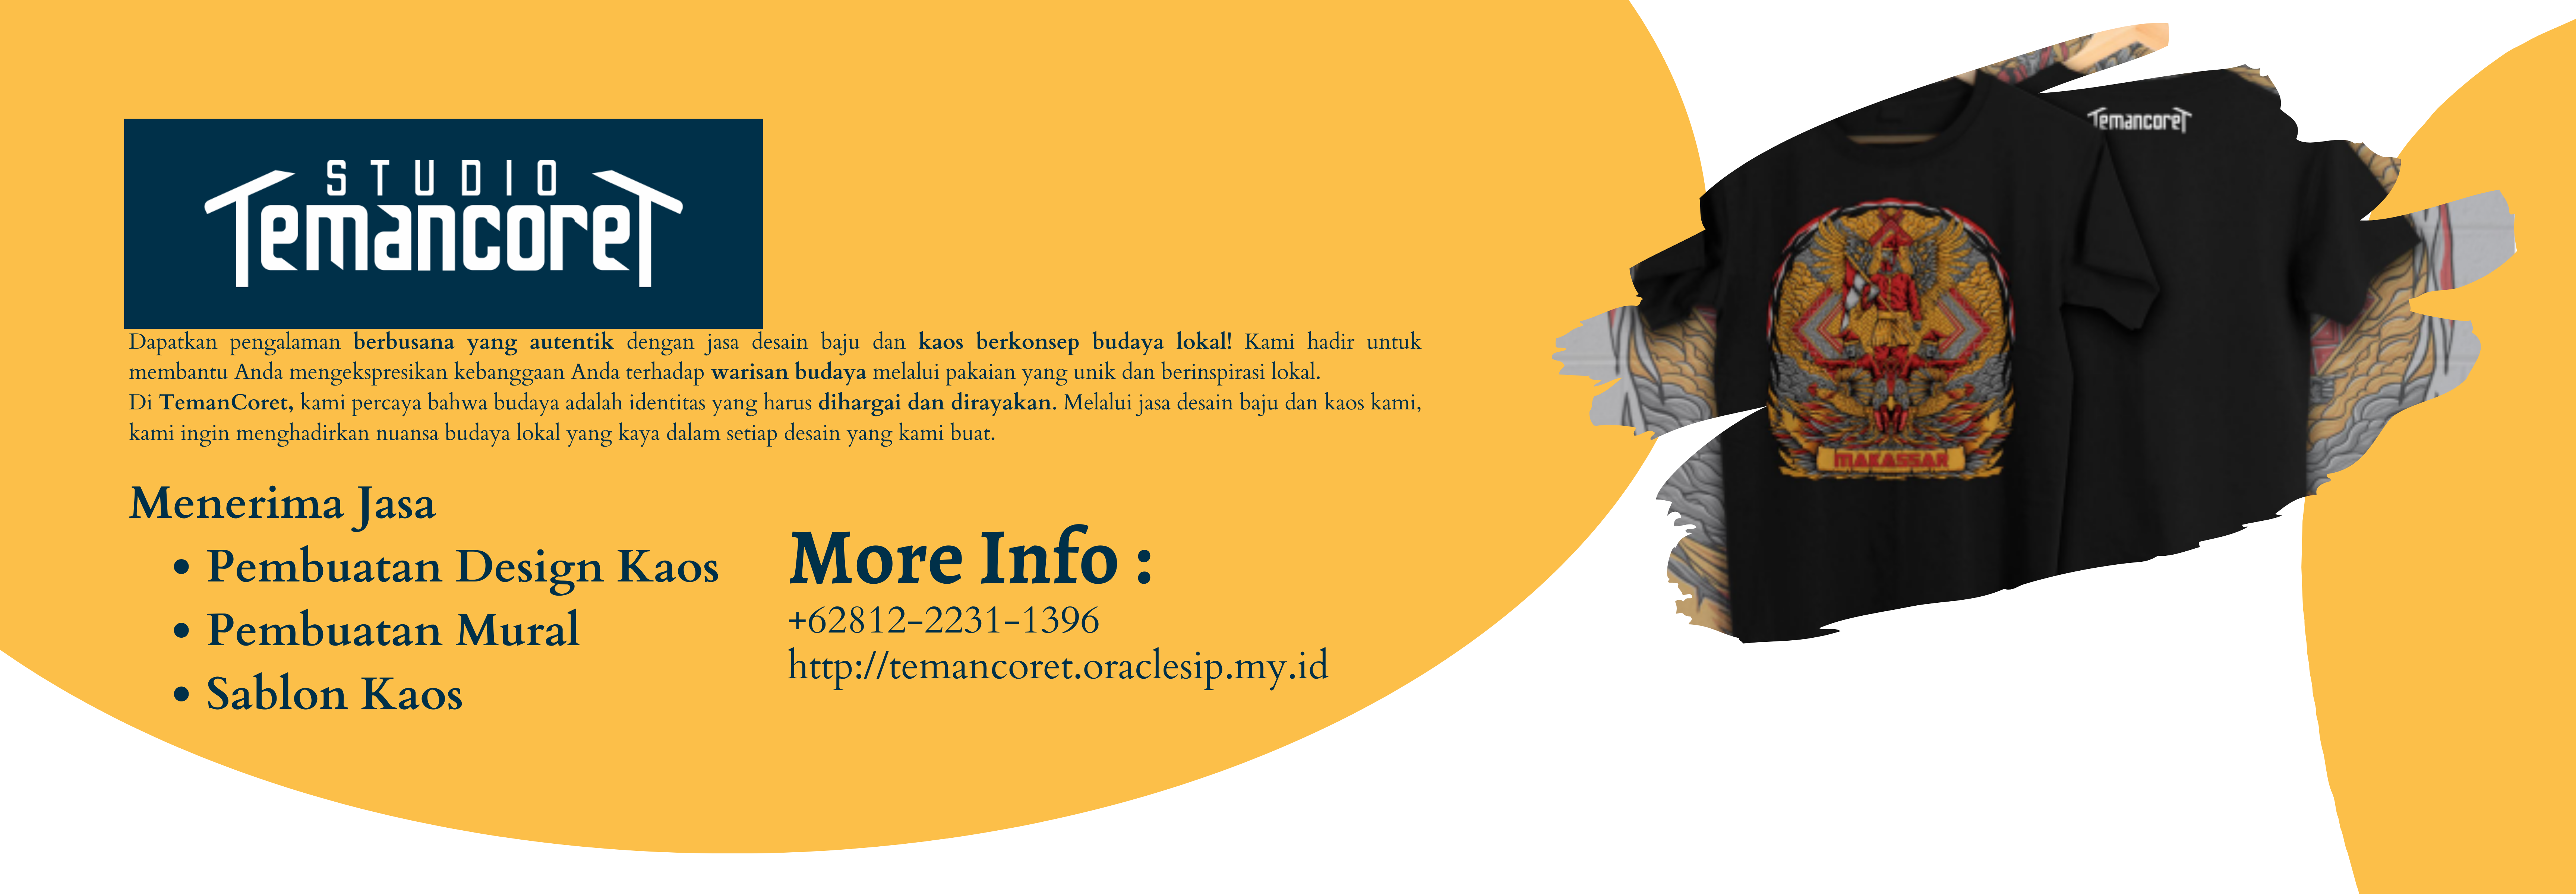 STUDIO
TemancoreT
Dapatkan pengalaman berbusana yang autentik dengan jasa desain baju dan kaos berkonsep budaya lokal! Kami hadir untuk
membantu Anda mengekspresikan kebanggaan Anda terhadap warisan budaya melalui pakaian yang unik dan berinspirasi lokal.
Di TemanCoret, kami percaya bahwa budaya adalah identitas yang harus dihargai dan dirayakan. Melalui jasa desain baju dan kaos kami,
kami ingin menghadirkan nuansa budaya lokal yang kaya dalam setiap desain yang kami buat.
Menerima Jasa
• Pembuatan Design Kaos
• Pembuatan Mural
• Sablon Kaos
More Info :
+62812-2231-1396
http://temancoret.oraclesip.my.id
TemancoreT
MAKASSAR